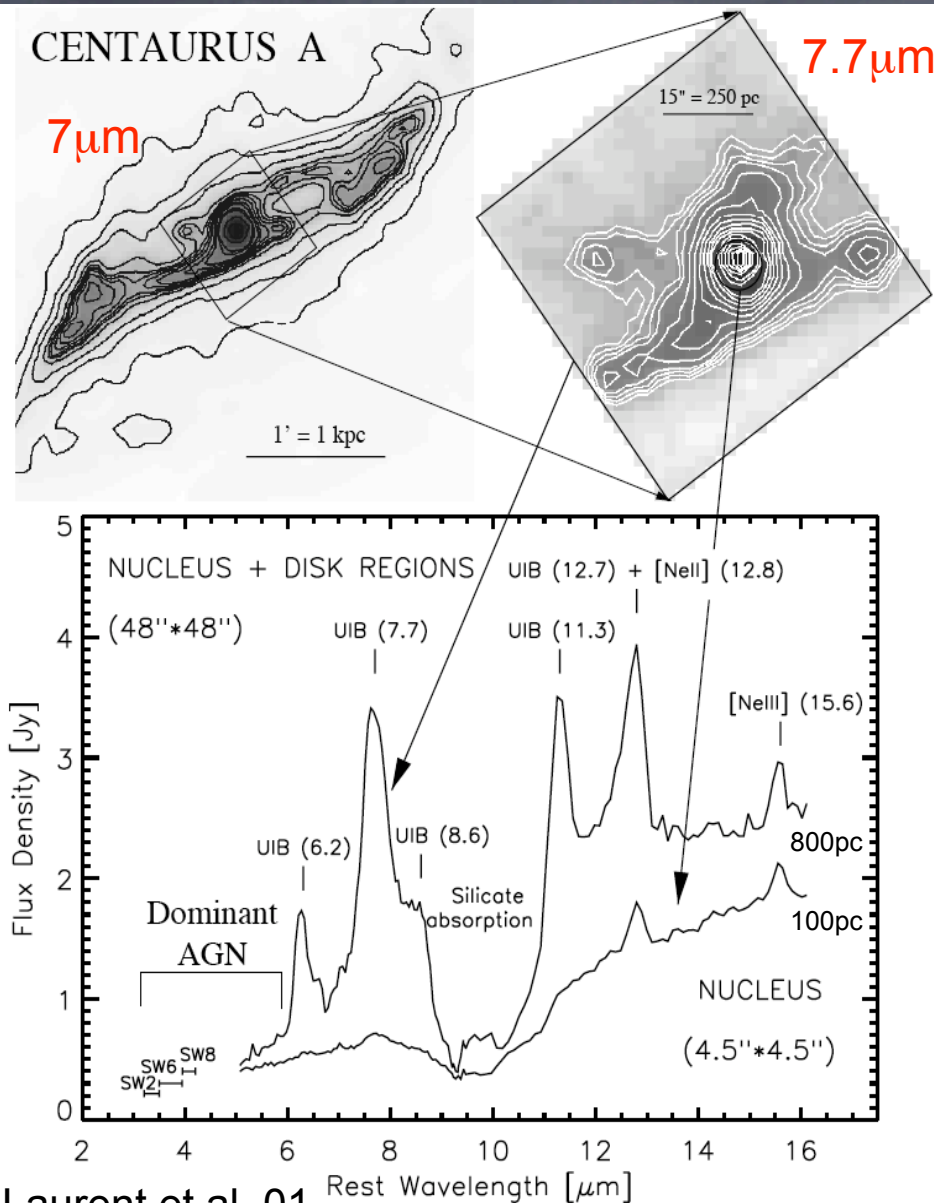 CENTAURUS A
7μm
1' = 1 kpc
7.7μm
15" = 250 pc
NUCLEUS + DISK REGIONS
(48''*48'')
UIB (12.7) + [NeII] (12.8)
UIB (7.7)
UIB (11.3)
[NeIII] (15.6)
UIB (6.2)
UIB (8.6)
Silicate
absorption
800pc
100pc
Dominant
AGN
NUCLEUS
(4.5''*4.5'')
SW8
SW6
SW2
Flux Density [Jy]
5
4
3
2
1
0
2 4 6 8 10 12 14 16
Rest Wavelength [μm]
Laurent et al. 01